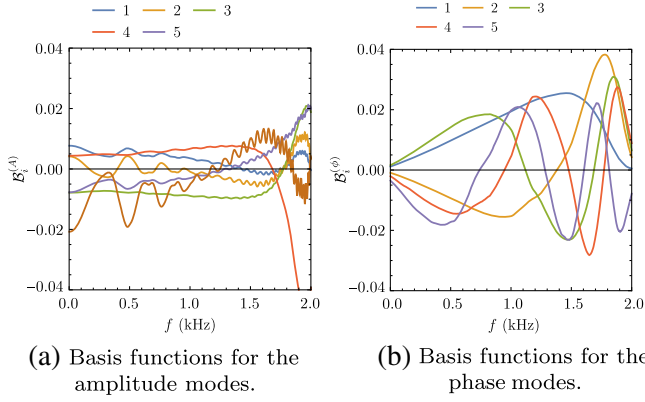 1 2 3
4 5
0.04
0.02
0.00
−0.02
−0.04
B_i^(A)
0.0 0.5 1.0 1.5 2.0
f (kHz)
(a) Basis functions for the
amplitude modes.
1 2 3
4 5
0.04
0.02
0.00
−0.02
−0.04
B_i^(ϕ)
0.0 0.5 1.0 1.5 2.0
f (kHz)
(b) Basis functions for the
phase modes.